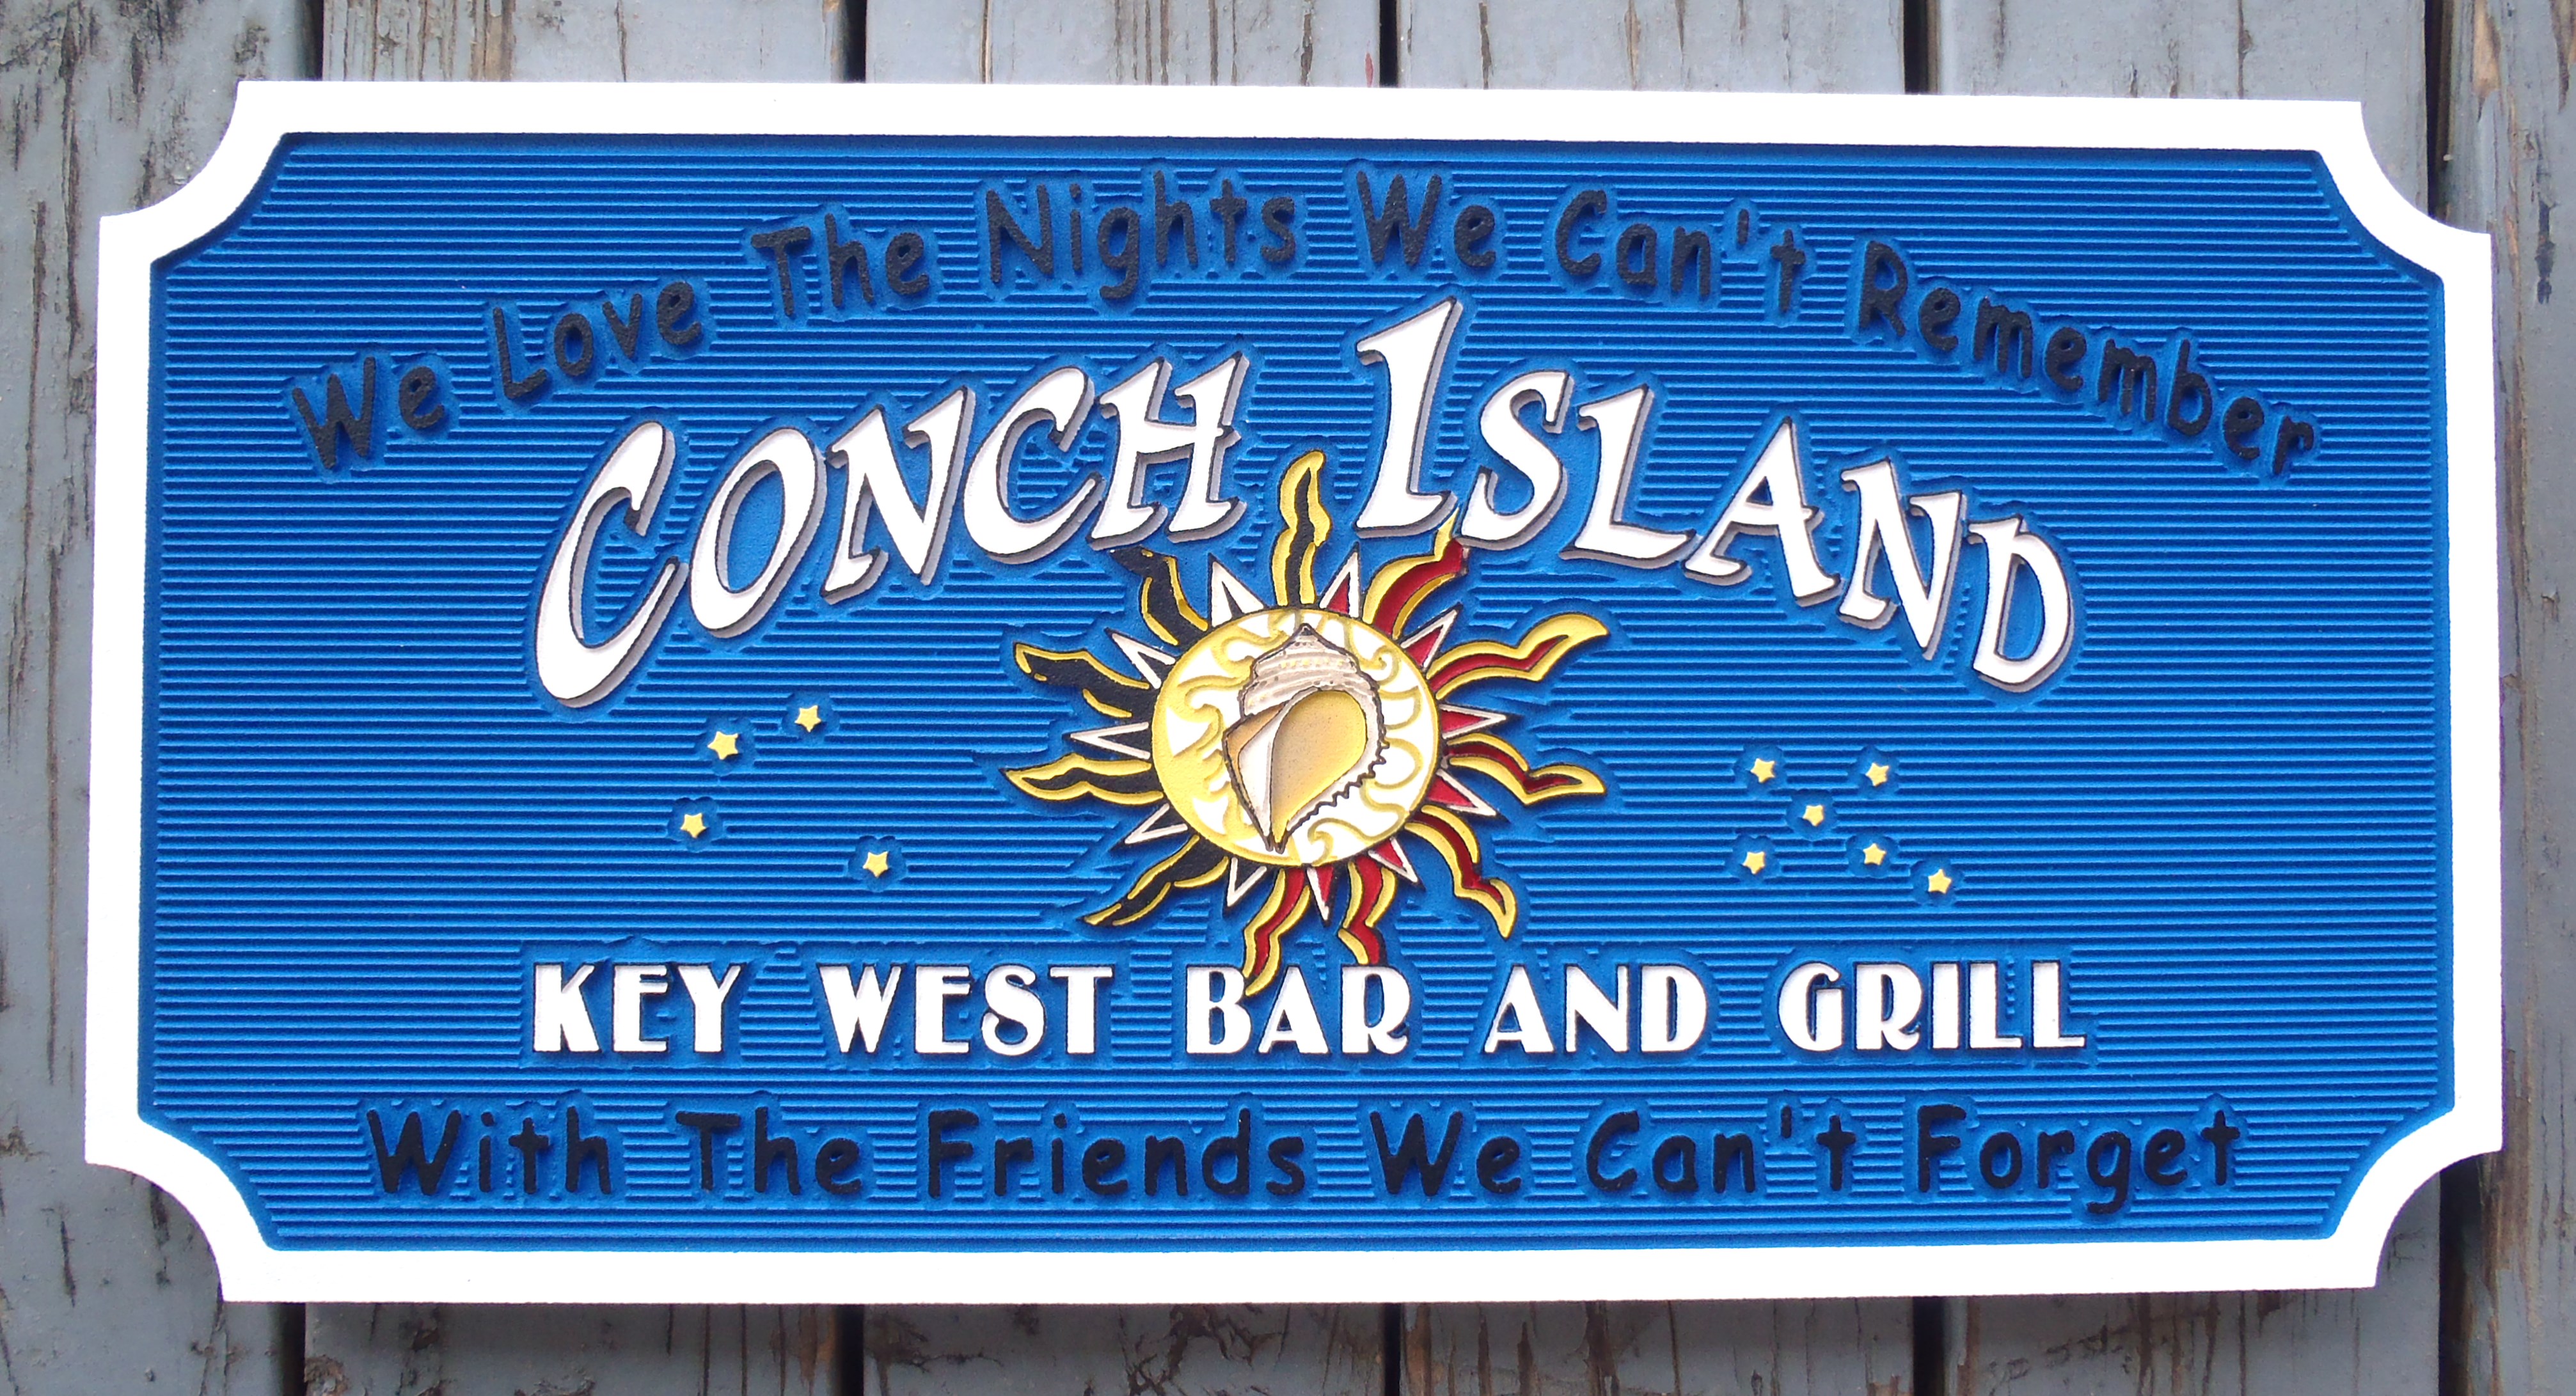 We Love The Nights We Can't Remember
CONCH ISLAND
KEY WEST BAR AND GRILL
With The Friends We Can't Forget